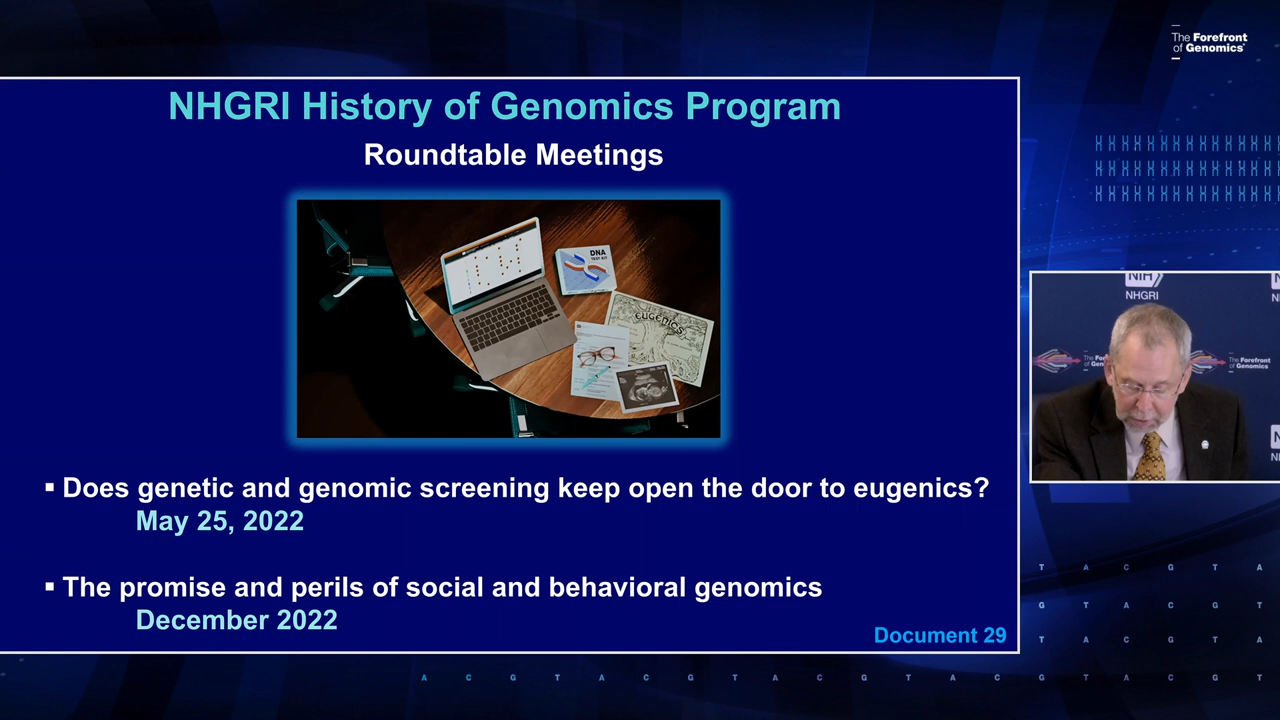 The Forefront
of Genomics®
NHGRI History of Genomics Program
Roundtable Meetings
DNA
TEST KIT
EUGENICS
▪ Does genetic and genomic screening keep open the door to eugenics?
May 25, 2022
▪ The promise and perils of social and behavioral genomics
December 2022
Document 29
NIH
NHGRI
The Forefront
of Genomics
T A C G T A
G T A C G T
T A C G T A
A C G T A C G T A C G T A C G T A C G T